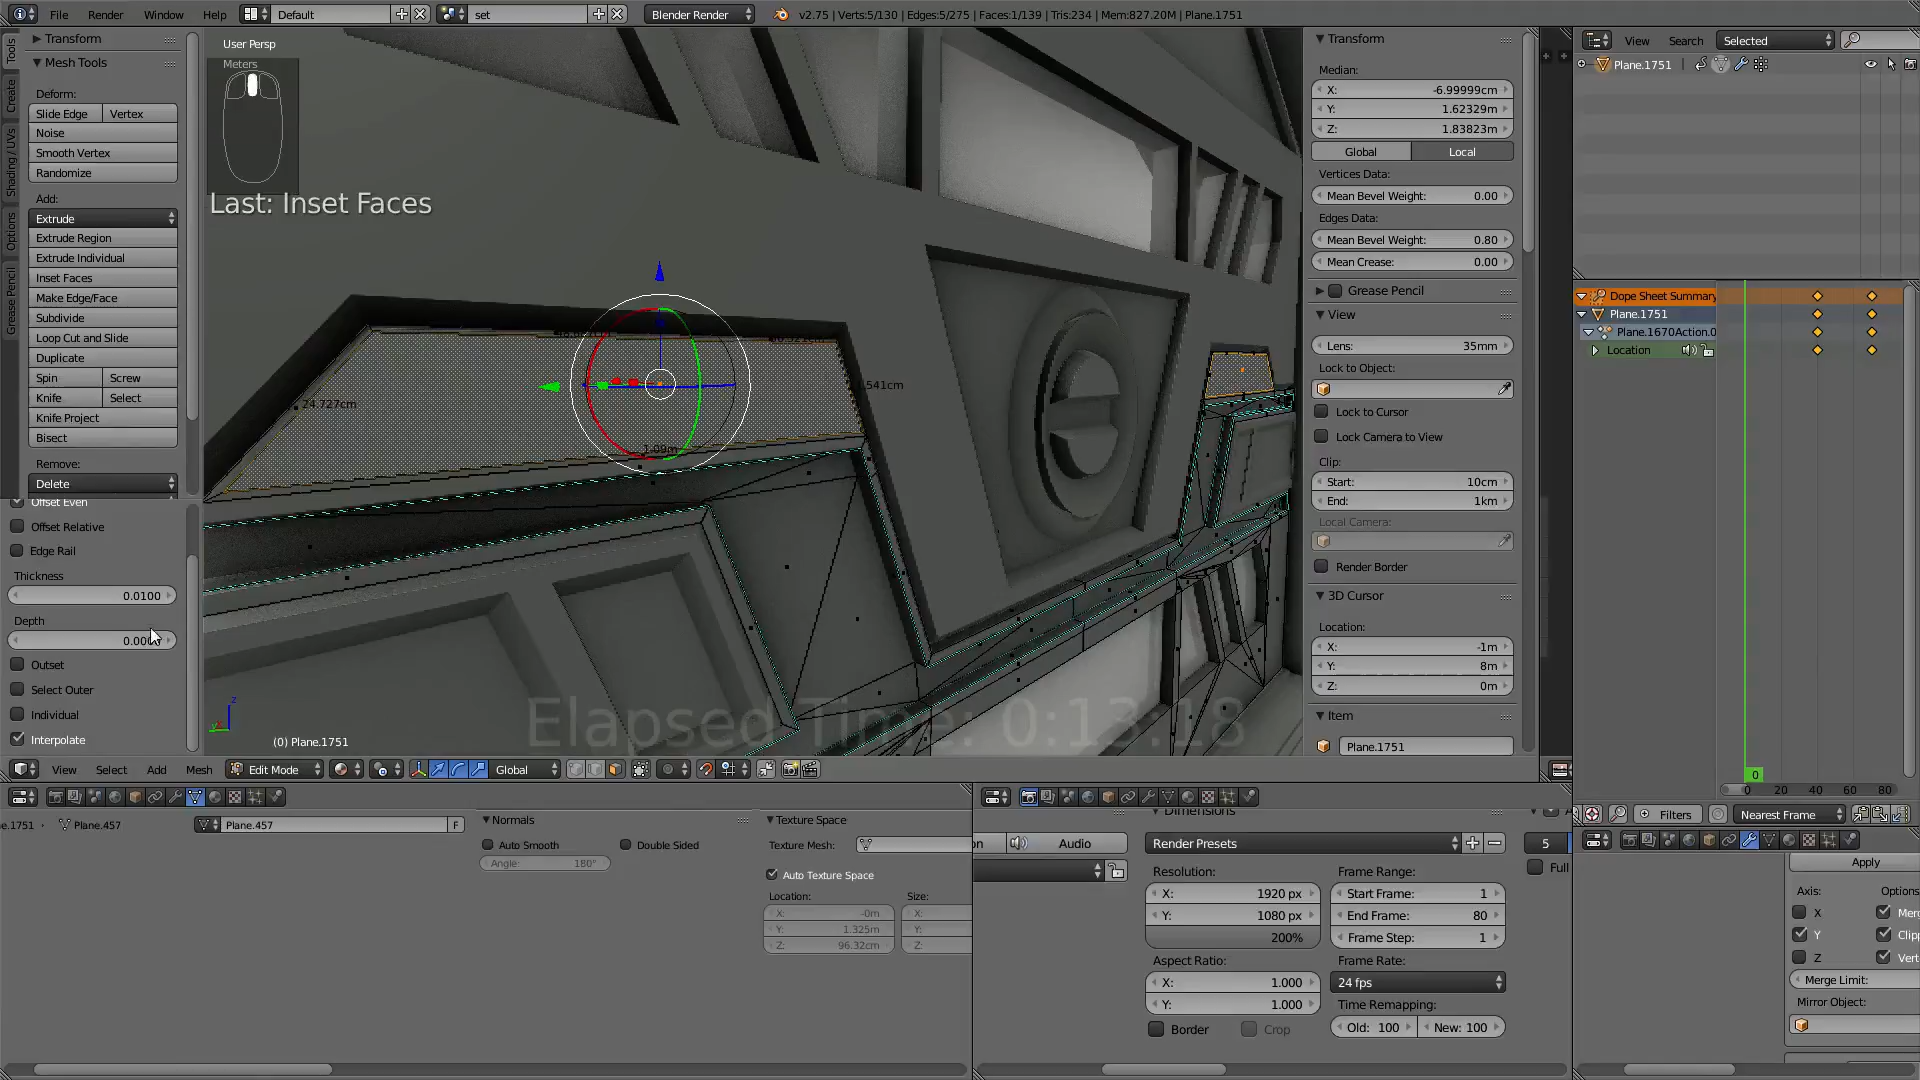 File Render Window Help Default set Blender Render v2.75 | Verts:5/130 | Edges:5/275 | Faces:1/139 | Tris:234 | Mem:827.20M | Plane.1751
Tools
Create
Shading / UVs
Options
Grease Pencil
Transform
Mesh Tools
Deform:
Slide Edge Vertex
Noise
Smooth Vertex
Randomize
Add:
Extrude
Extrude Region
Extrude Individual
Inset Faces
Make Edge/Face
Subdivide
Loop Cut and Slide
Duplicate
Spin Screw
Knife Select
Knife Project
Bisect
Remove:
Delete
Offset Even
Offset Relative
Edge Rail
Thickness
0.0100
Depth
Outset
Select Outer
Individual
Interpolate
User Persp
Meters
Last: Inset Faces
24.727cm
1.09m
Elapsed Time: 0:13.18
(0) Plane.1751
View Select Add Mesh Edit Mode Global
Transform
Median:
X: -6.99999cm
Y: 1.62329m
Z: 1.83823m
Global Local
Vertices Data:
Mean Bevel Weight: 0.00
Edges Data:
Mean Bevel Weight: 0.80
Mean Crease: 0.00
Grease Pencil
View
Lens: 35mm
Lock to Object:
Lock to Cursor
Lock Camera to View
Clip:
Start: 10cm
End: 1km
Local Camera:
Render Border
3D Cursor
Location:
X: -1m
Y: 8m
Z: 0m
Item
Plane.1751
View Search Selected
Plane.1751
Dope Sheet Summary
Plane.1751
Plane.1670Action.0
Location
0
0 20 40 60 80
Filters Nearest Frame
e.1751 Plane.457 Plane.457 F
Normals
Auto Smooth Double Sided
Angle: 180°
Texture Space
Texture Mesh:
Auto Texture Space
Location: Size:
X: -0m X:
Y: 1.325m Y:
Z: 96.32cm Z:
Dimensions
Audio
Render Presets
5
Full
Resolution: Frame Range:
X: 1920 px Start Frame: 1
Y: 1080 px End Frame: 80
200% Frame Step: 1
Aspect Ratio: Frame Rate:
X: 1.000 24 fps
Y: 1.000 Time Remapping:
Border Crop Old: 100 New: 100
Apply
Axis: Options
X Merg
Y Clipp
Z Vert
Merge Limit:
Mirror Object: